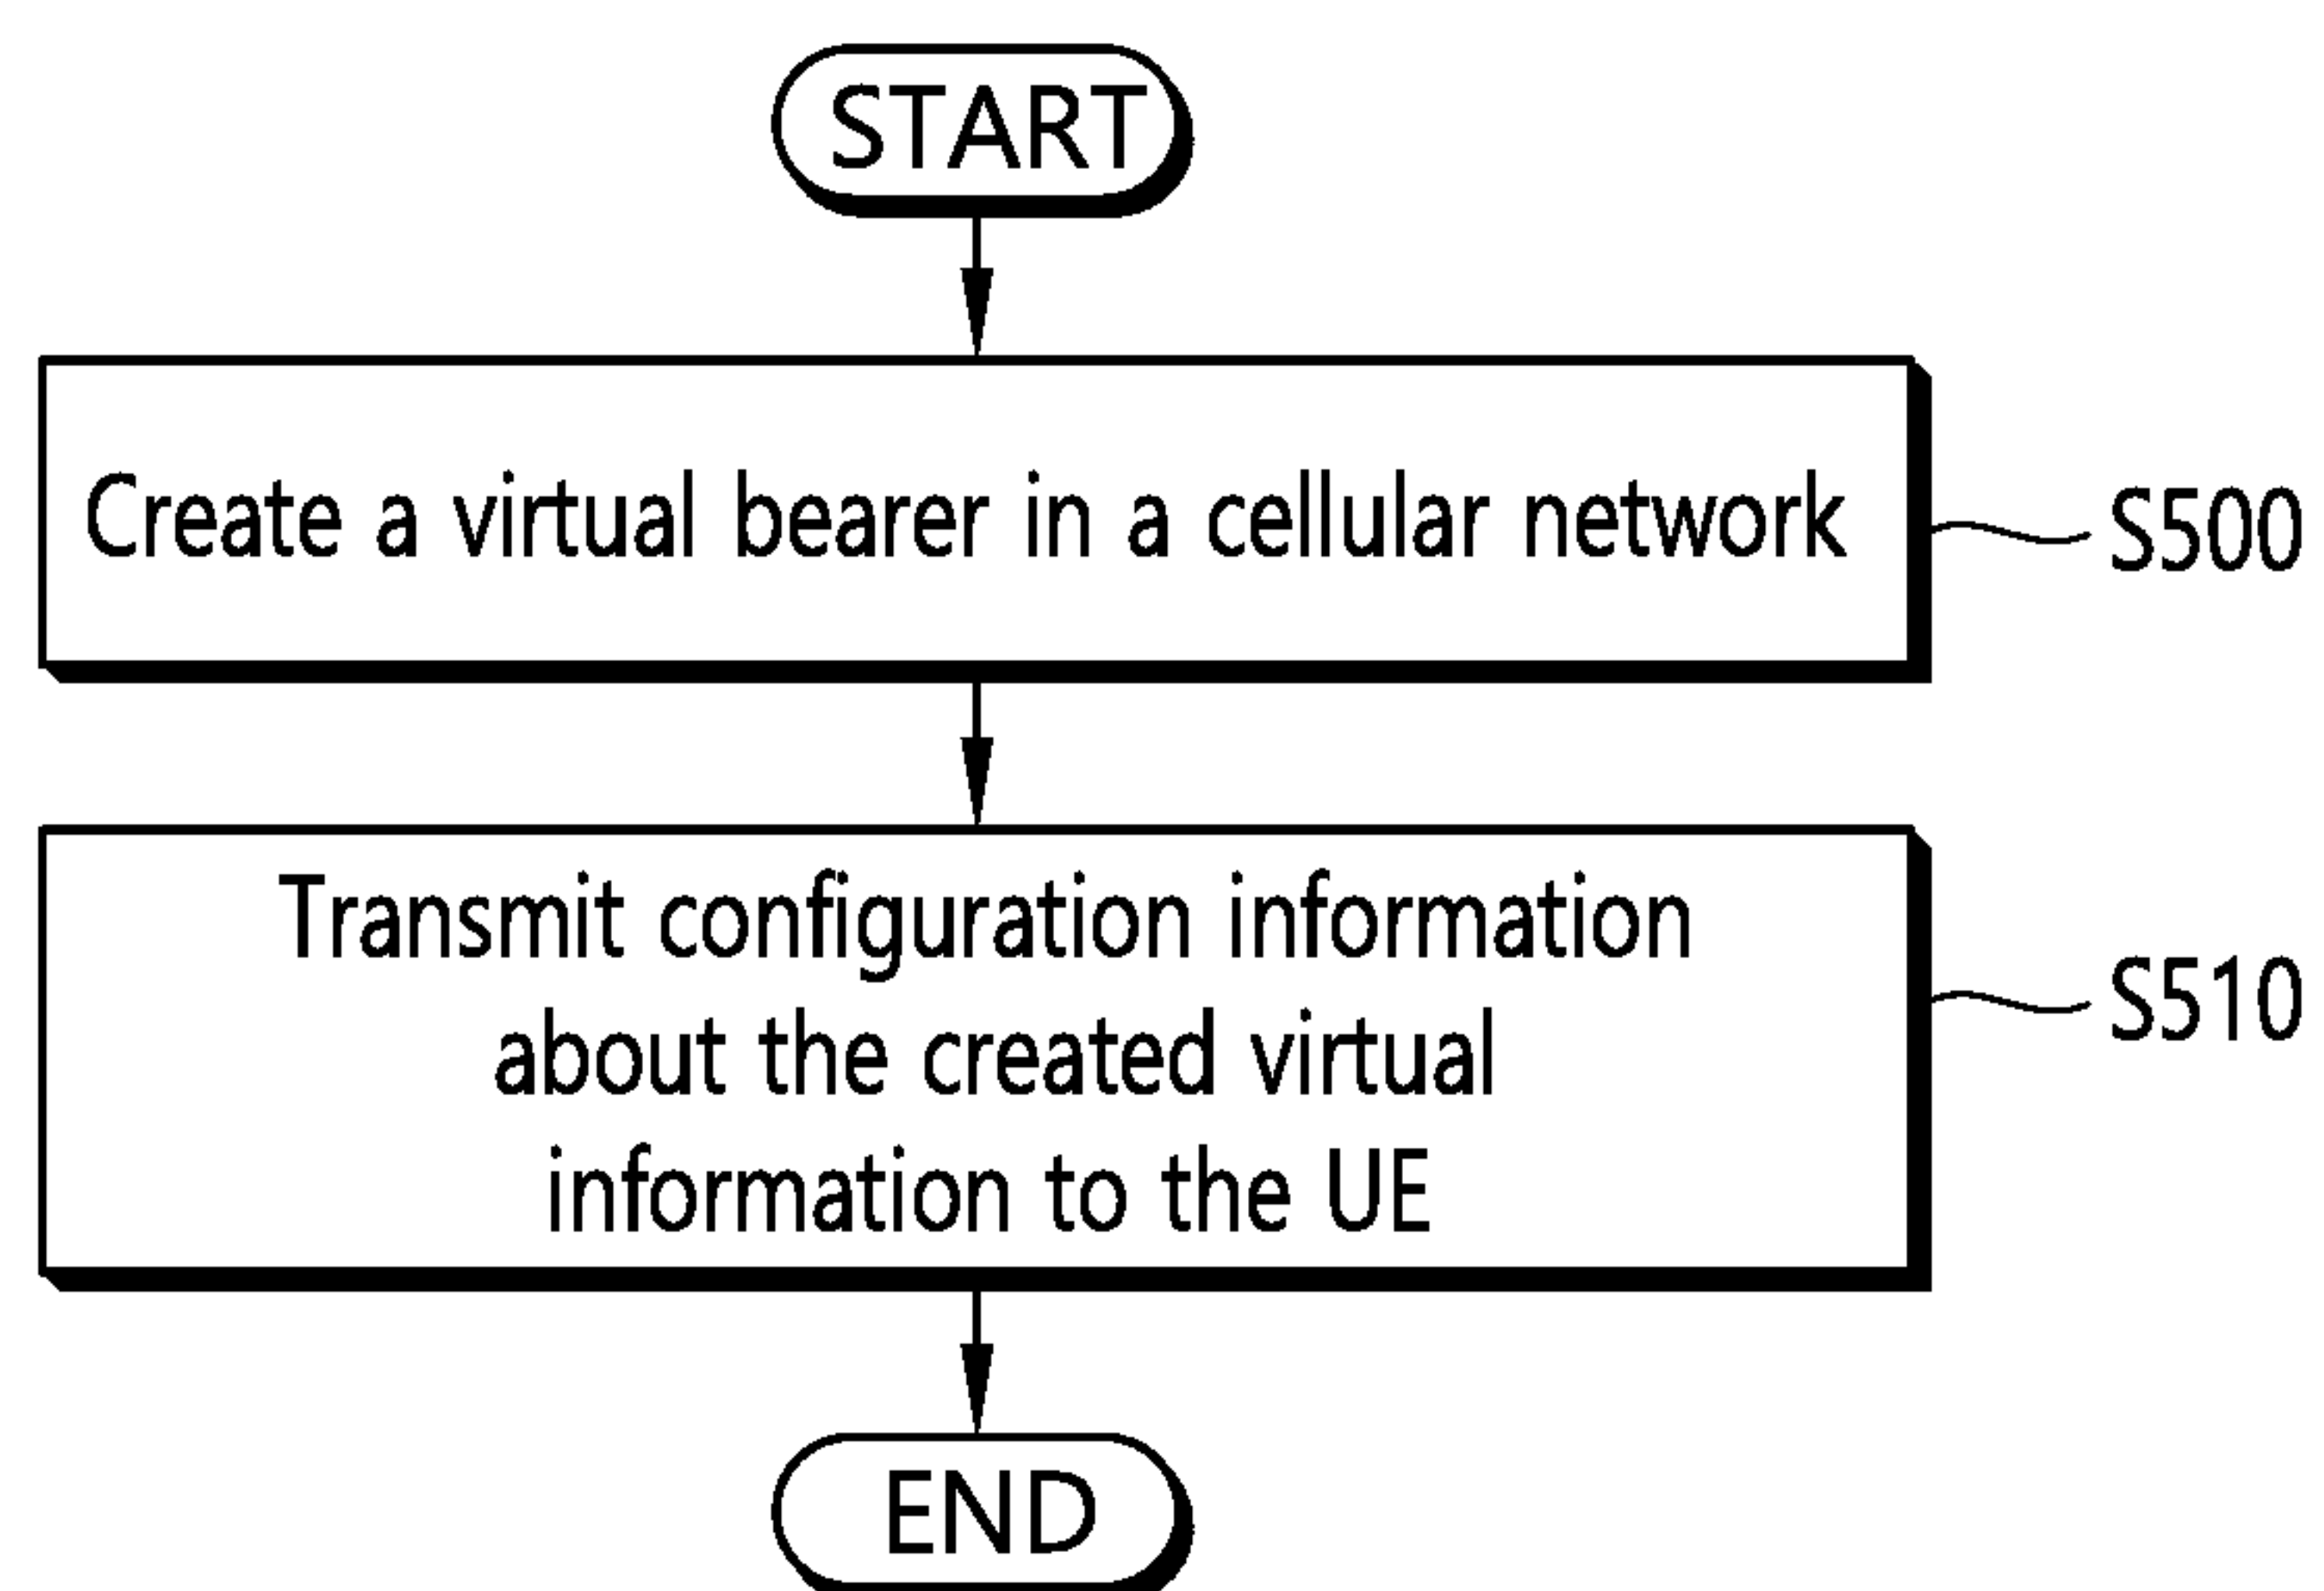 START
Create a virtual bearer in a cellular network
S500
Transmit configuration information
about the created virtual
information to the UE
S510
END